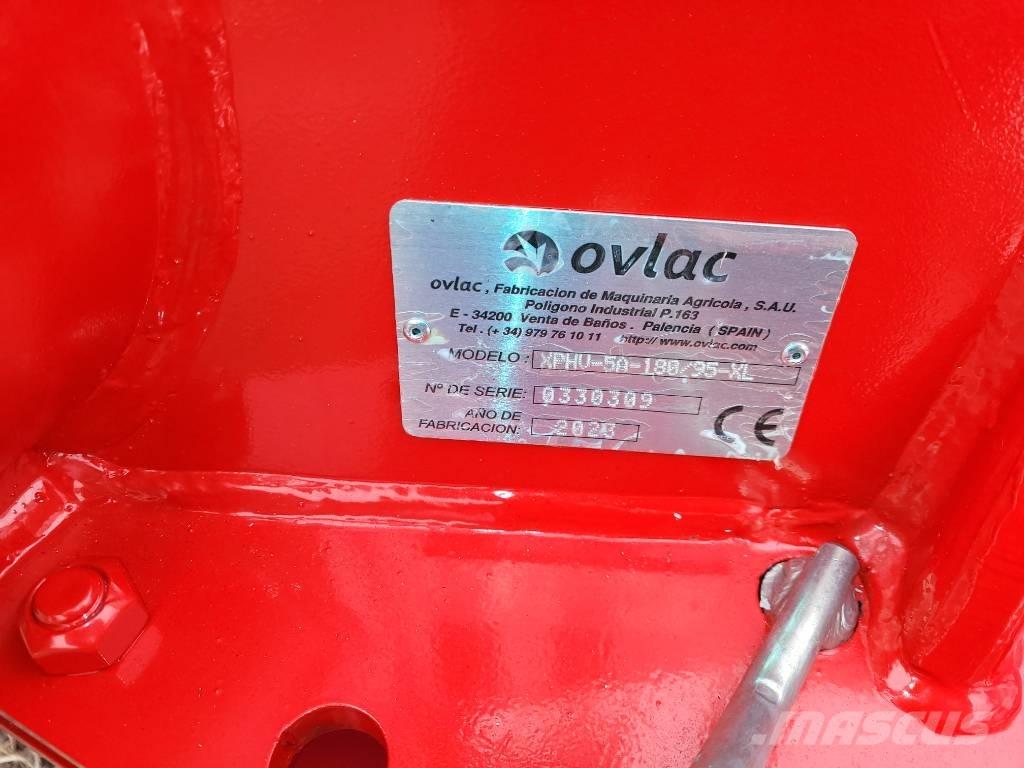 ovlac
ovlac, Fabricacion de Maquinaria Agricola, S.A.U.
Poligono Industrial P.163
E - 34200 Venta de Baños. Palencia (SPAIN)
Tel. (+ 34) 979 76 10 11 http://www.ovlac.com
MODELO: XPHV-5A-180/95-XL
Nº DE SERIE: 0330309
AÑO DE
FABRICACION: 2023
CE
MASCUS